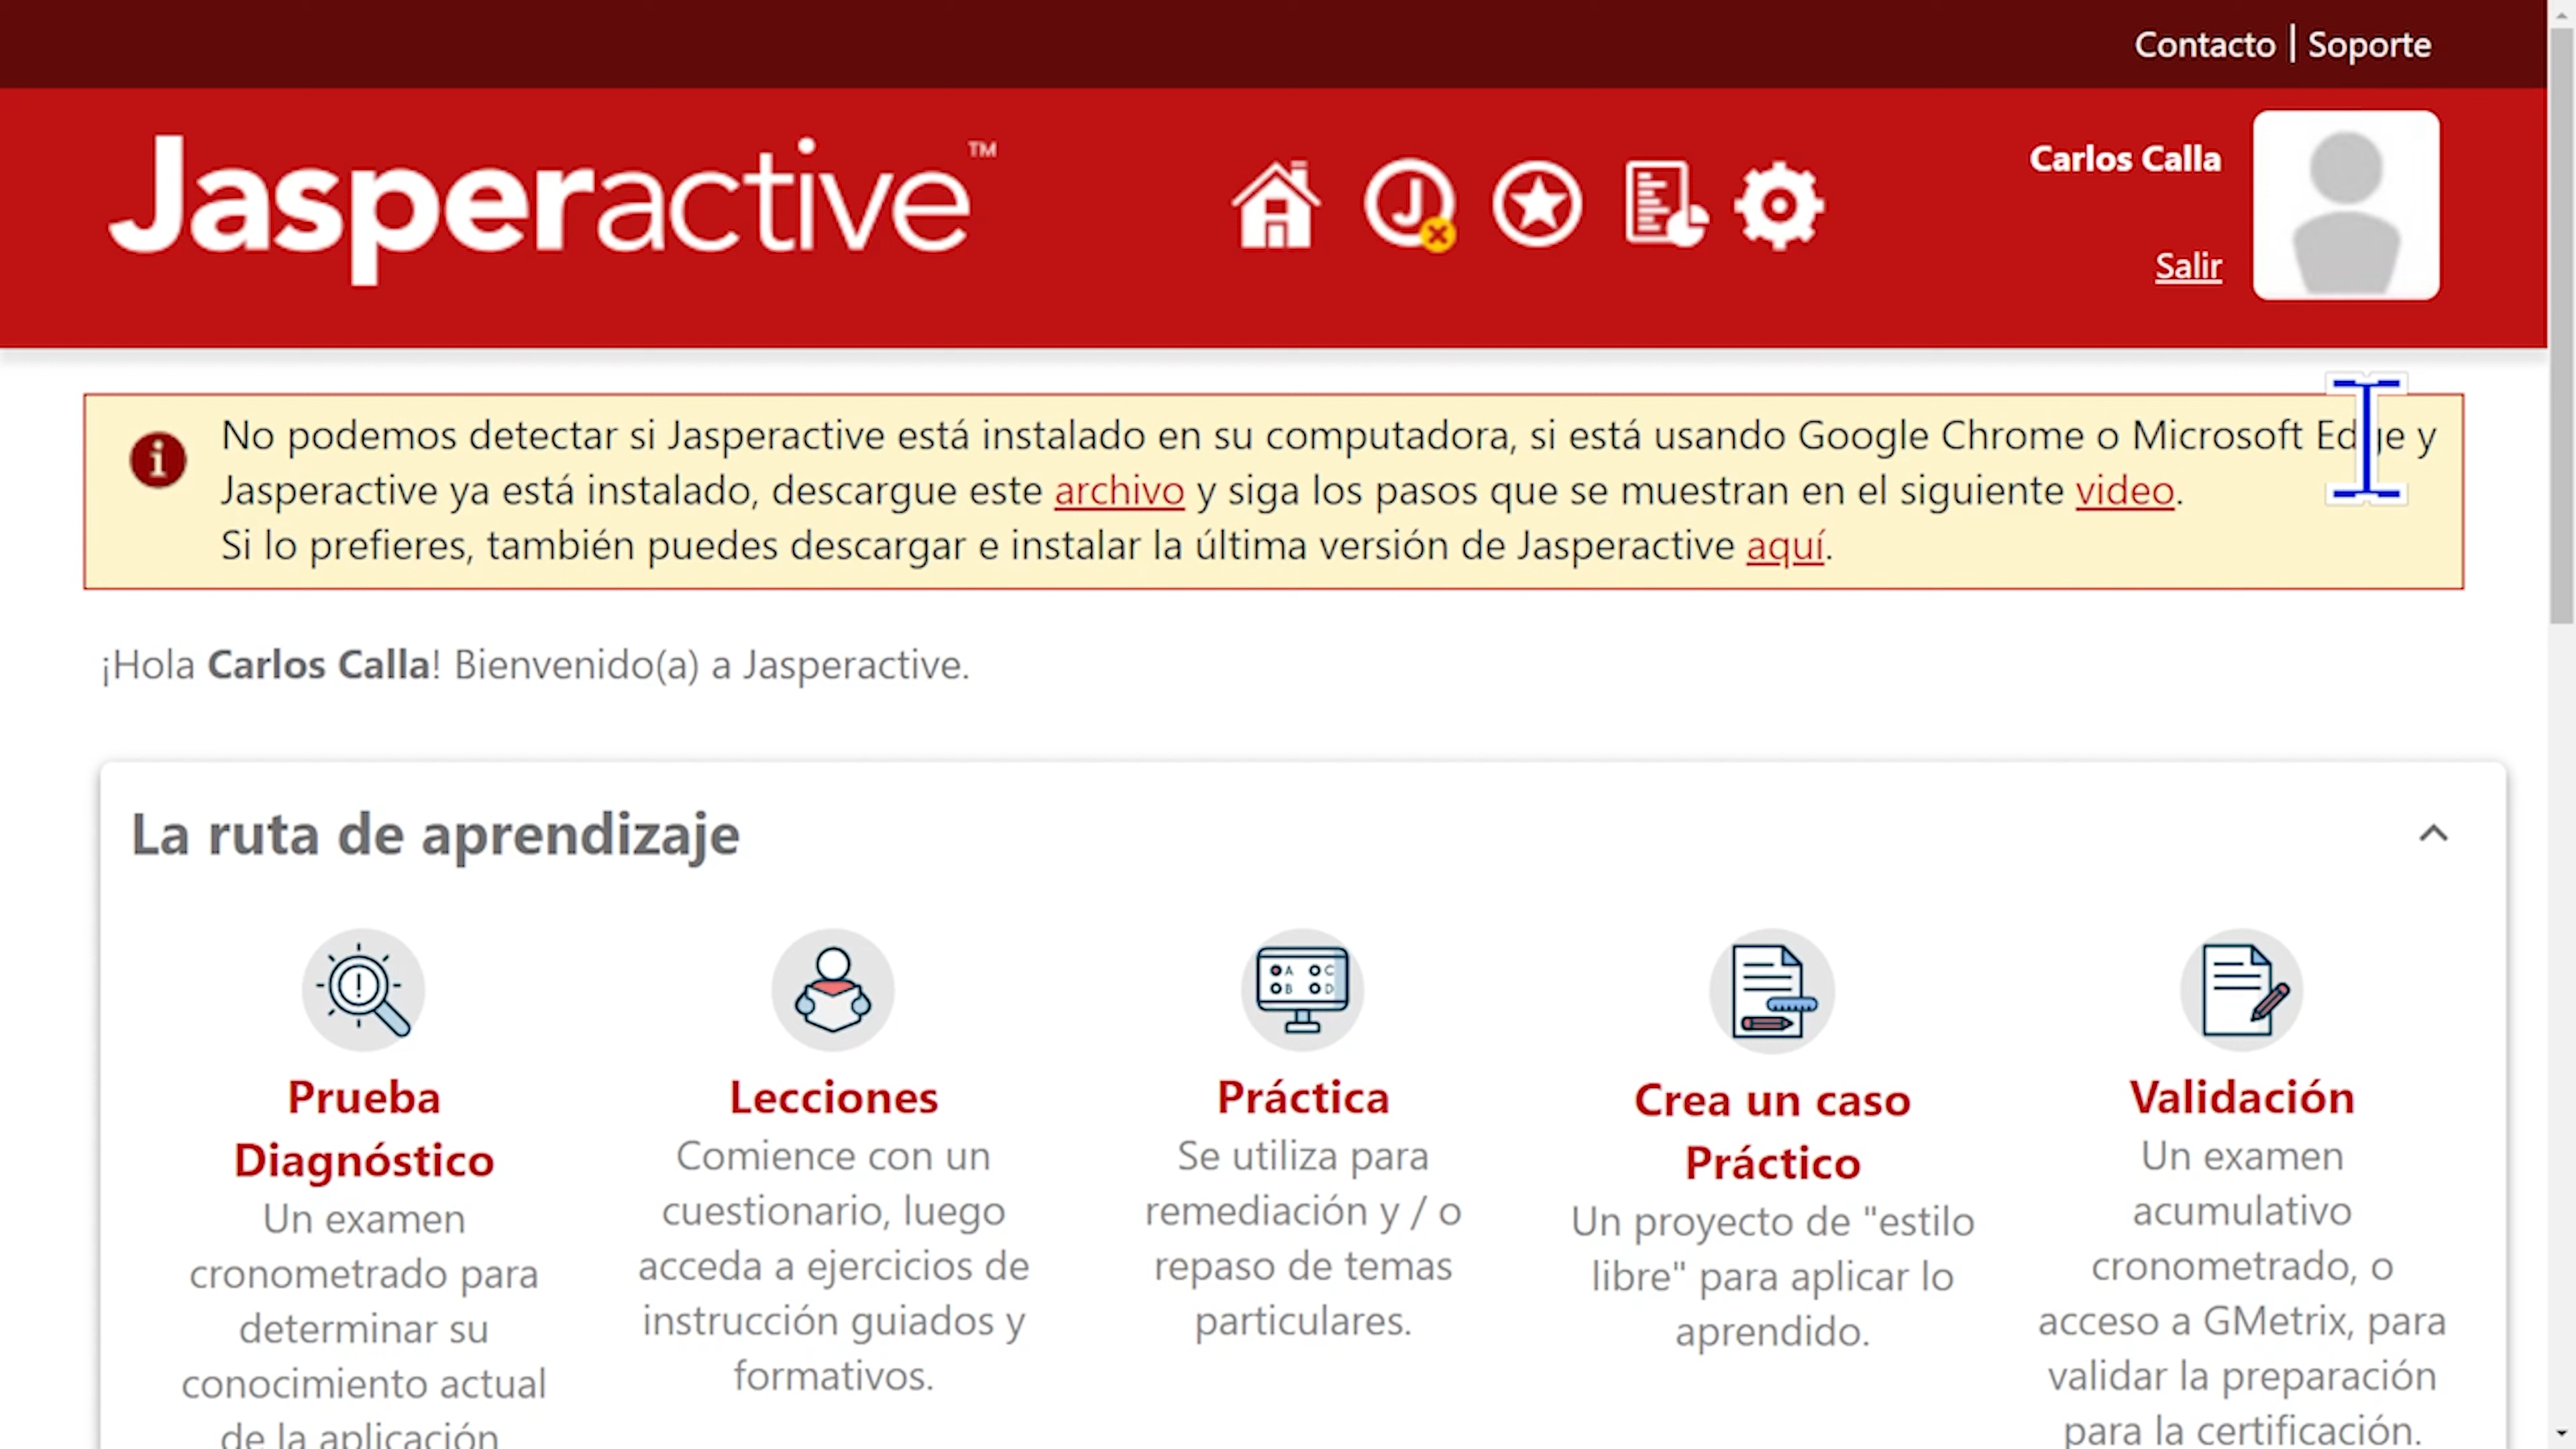 Contacto | Soporte
Jasperactive™
Carlos Calla
Salir
No podemos detectar si Jasperactive está instalado en su computadora, si está usando Google Chrome o Microsoft Edge y
Jasperactive ya está instalado, descargue este archivo y siga los pasos que se muestran en el siguiente video.
Si lo prefieres, también puedes descargar e instalar la última versión de Jasperactive aquí.
¡Hola Carlos Calla! Bienvenido(a) a Jasperactive.
La ruta de aprendizaje
Prueba
Diagnóstico
Un examen
cronometrado para
determinar su
conocimiento actual
de la aplicación
Lecciones
Comience con un
cuestionario, luego
acceda a ejercicios de
instrucción guiados y
formativos.
A C
B D
Práctica
Se utiliza para
remediación y / o
repaso de temas
particulares.
Crea un caso
Práctico
Un proyecto de "estilo
libre" para aplicar lo
aprendido.
Validación
Un examen
acumulativo
cronometrado, o
acceso a GMetrix, para
validar la preparación
para la certificación.